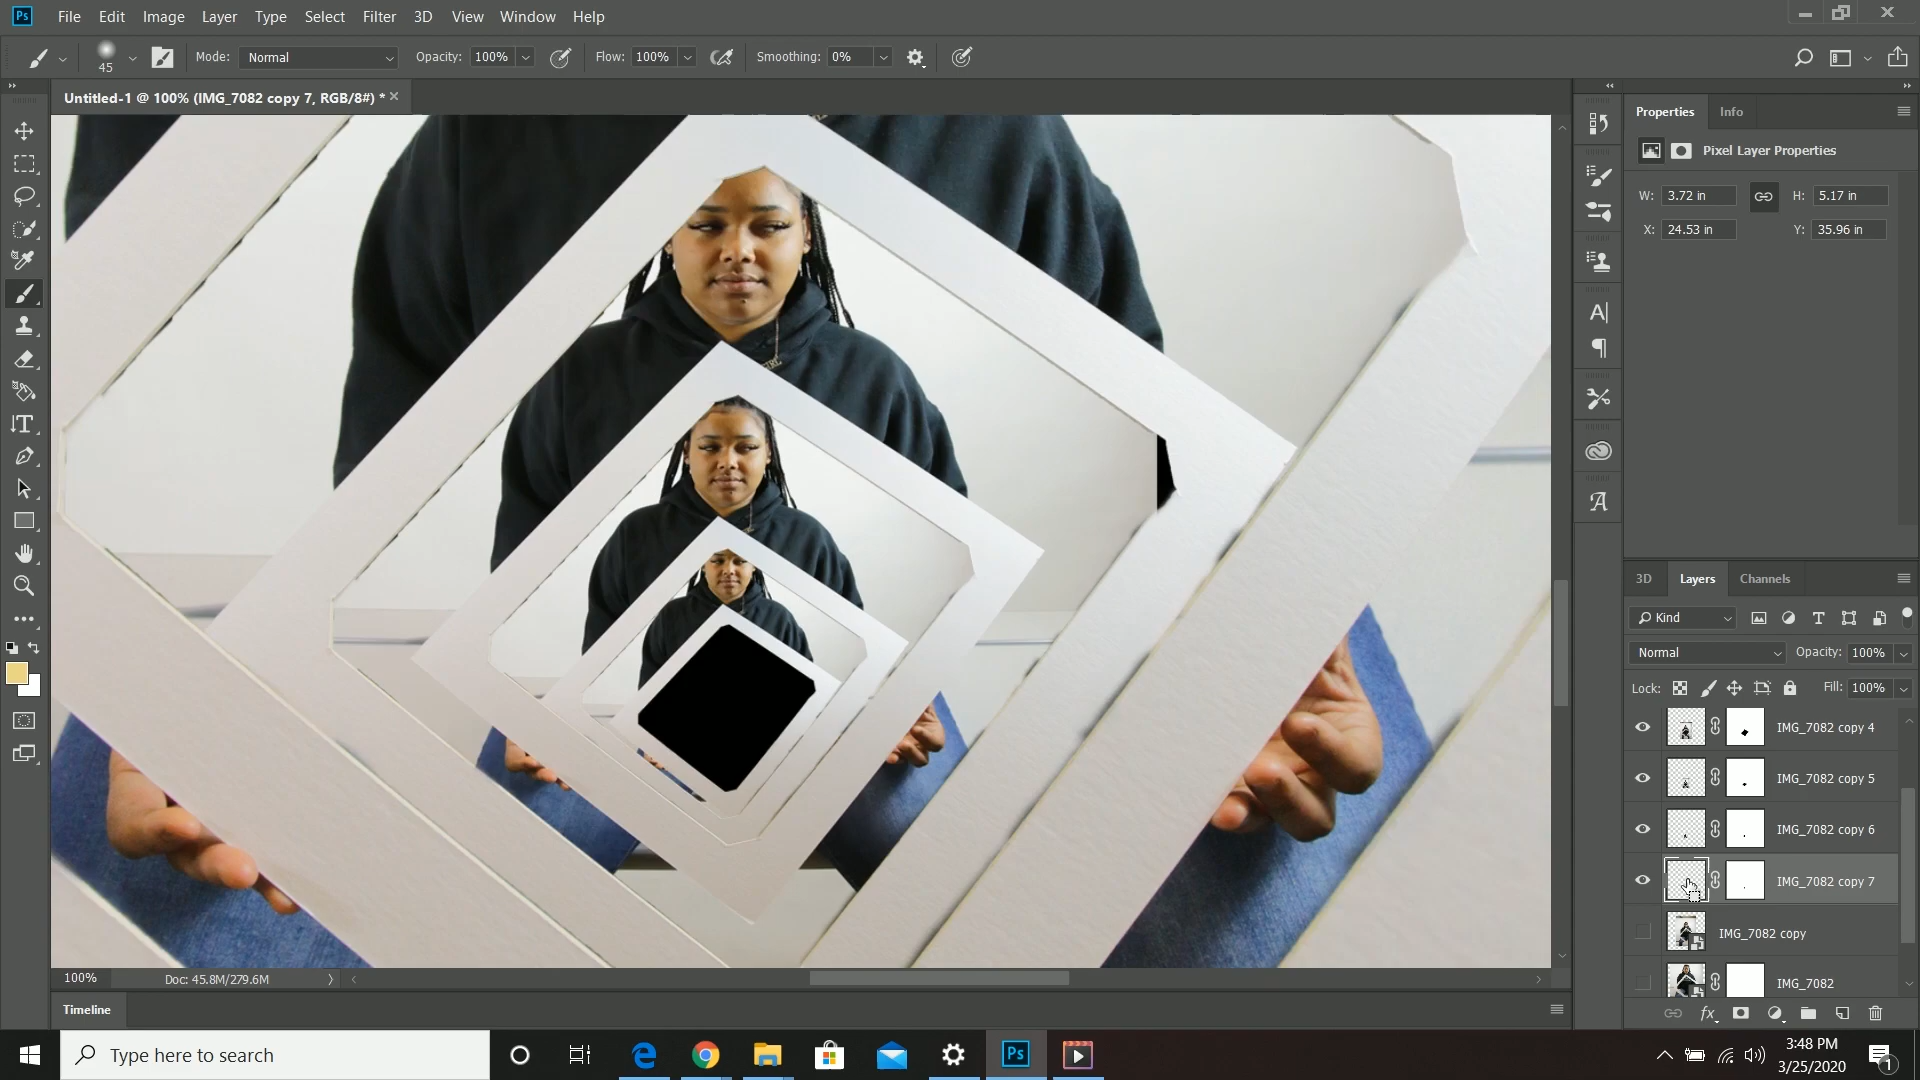 Ps File Edit Image Layer Type Select Filter 3D View Window Help
45 Mode: Normal Opacity: 100% Flow: 100% Smoothing: 0%
Untitled-1 @ 100% (IMG_7082 copy 7, RGB/8#) *
Properties Info
Pixel Layer Properties
W: 3.72 in H: 5.17 in
X: 24.53 in Y: 35.96 in
3D Layers Channels
Kind
Normal Opacity: 100%
Lock: Fill: 100%
IMG_7082 copy 4
IMG_7082 copy 5
IMG_7082 copy 6
IMG_7082 copy 7
IMG_7082 copy
IMG_7082
fx
100% Doc: 45.8M/279.6M
Timeline
Type here to search
Ps
3:48 PM
3/25/2020
1